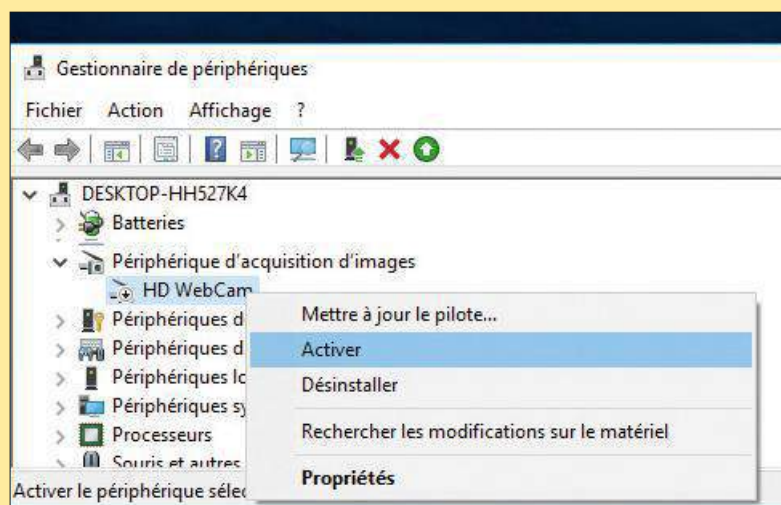 Gestionnaire de périphériques
Fichier Action Affichage ?
DESKTOP-HH527K4
Batteries
Périphérique d'acquisition d'images
HD WebCam
Mettre à jour le pilote...
Périphériques d
Périphériques d
Activer
Périphériques lo
Désinstaller
Périphériques sy
Processeurs
Rechercher les modifications sur le matériel
Souris et autres
Propriétés
Activer le périphérique sélec